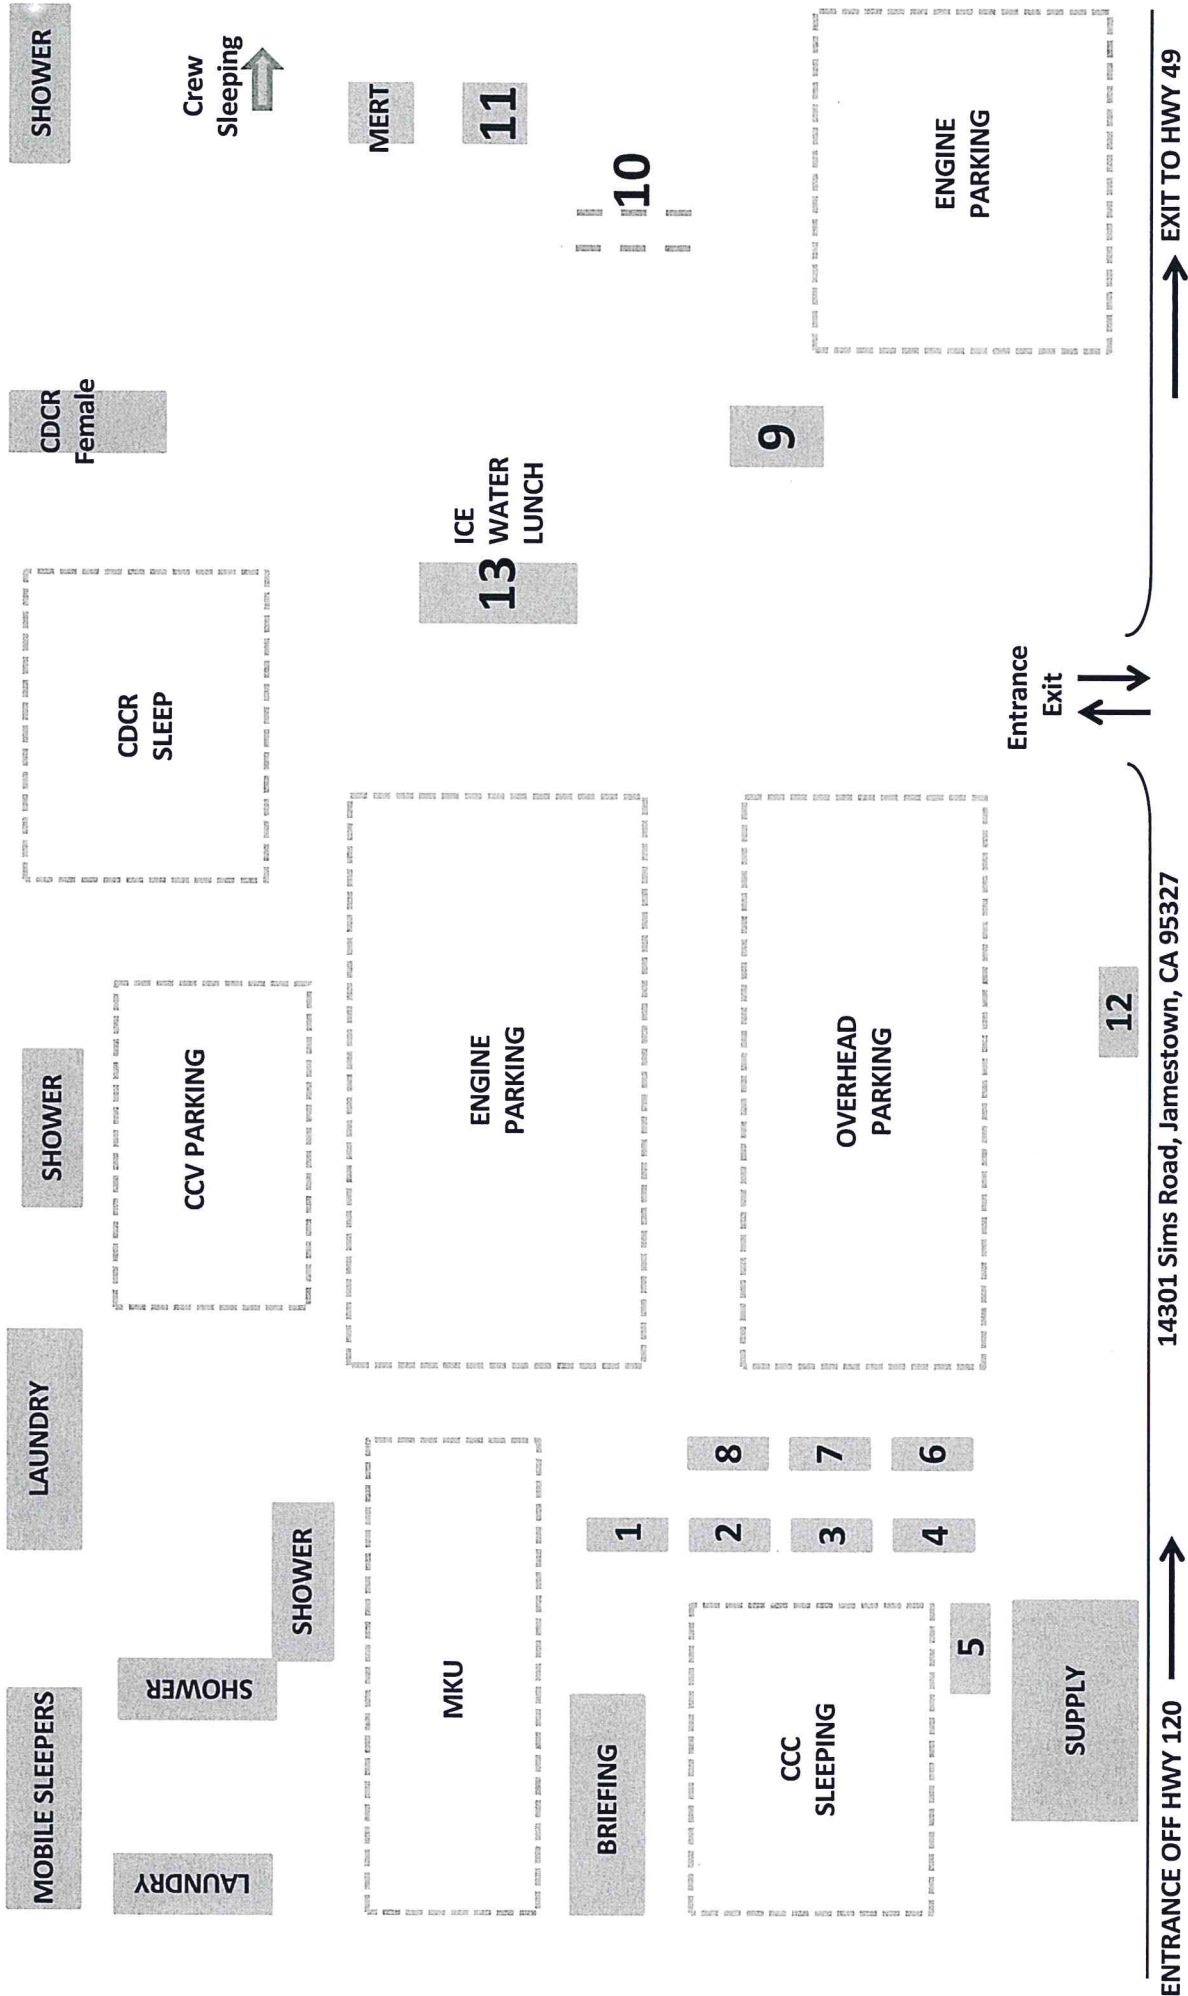 MOBILE SLEEPERS
LAUNDRY
SHOWER
SHOWER
LAUNDRY
SHOWER
SHOWER
LAUNDRY
CCV PARKING
CDCR
SLEEP
CDCR
Female
Crew
Sleeping
MERT
11
10
MKU
ENGINE
PARKING
ICE
WATER
LUNCH
13
BRIEFING
1
2
3
4
8
7
6
CCC
SLEEPING
5
SUPPLY
OVERHEAD
PARKING
12
9
ENGINE
PARKING
Entrance
Exit
ENTRANCE OFF HWY 120
14301 Sims Road, Jamestown, CA 95327
EXIT TO HWY 49